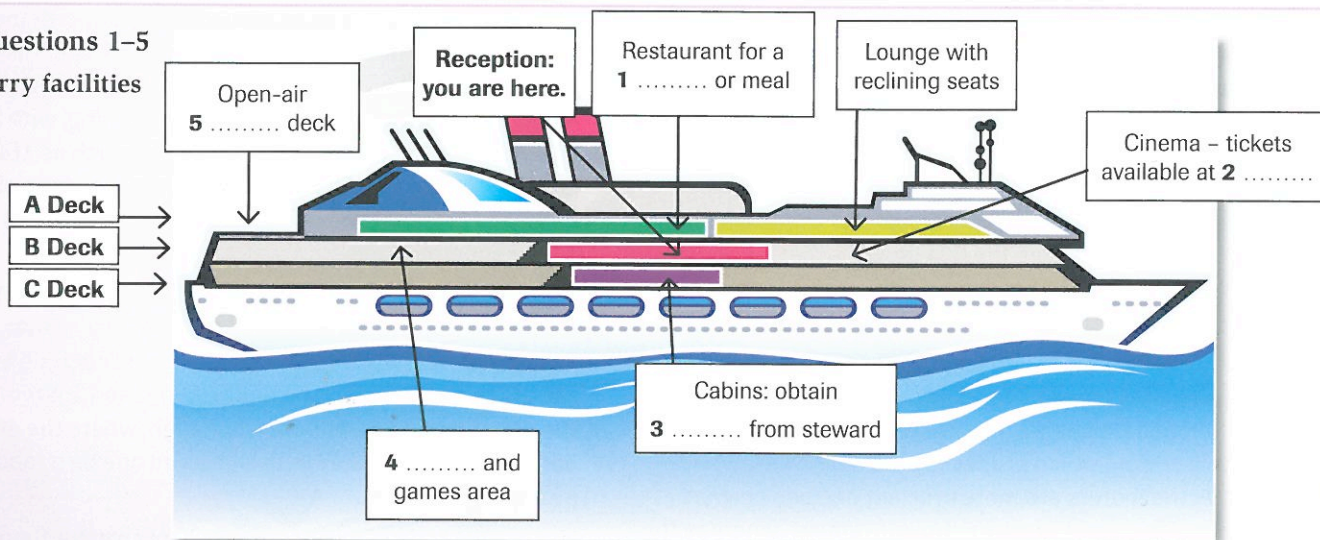 uestions 1–5
rry facilities
Open-air
5 ......... deck
Reception:
you are here.
Restaurant for a
1 ......... or meal
Lounge with
reclining seats
Cinema – tickets
available at 2 .........
A Deck
B Deck
C Deck
Cabins: obtain
3 ......... from steward
4 ......... and
games area